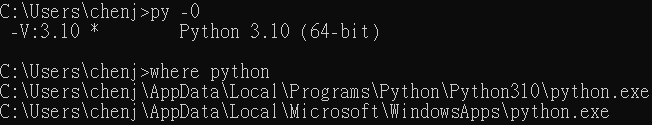 C:\Users\chenj>py -0
-V:3.10 * Python 3.10 (64-bit)
C:\Users\chenj>where python
C:\Users\chenj\AppData\Local\Programs\Python\Python310\python.exe
C:\Users\chenj\AppData\Local\Microsoft\WindowsApps\python.exe